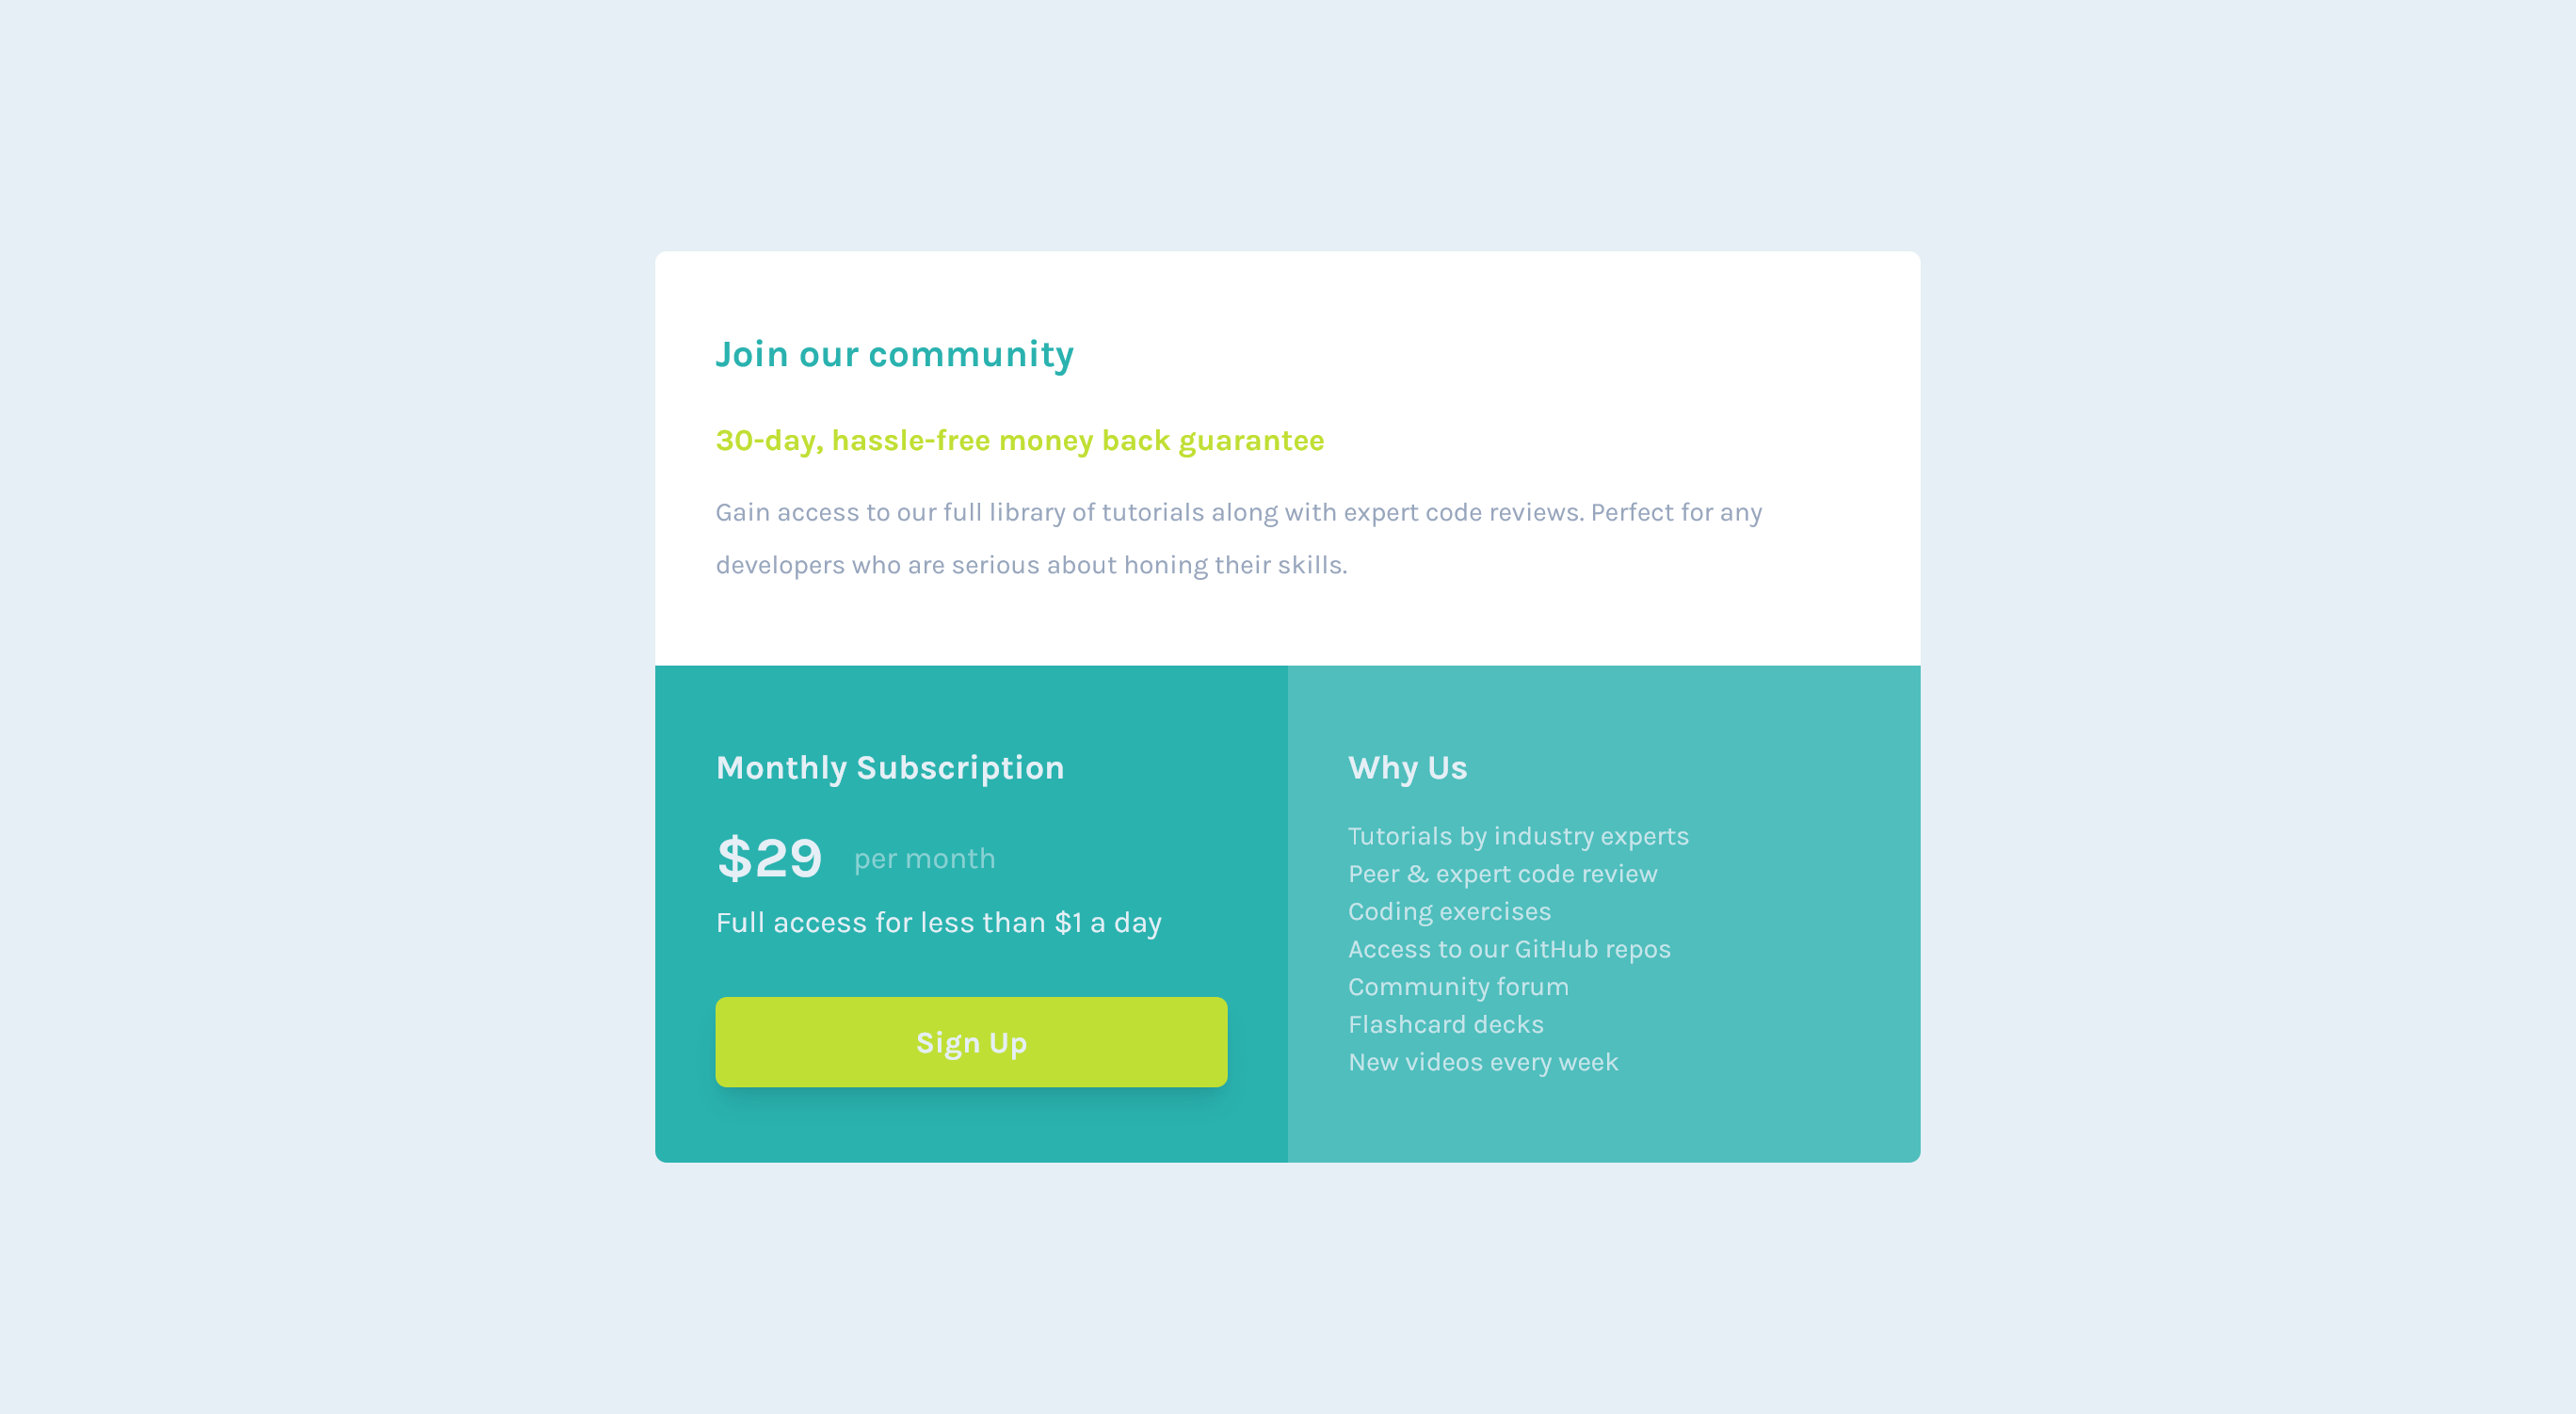 Join our community
30-day, hassle-free money back guarantee
Gain access to our full library of tutorials along with expert code reviews. Perfect for any
developers who are serious about honing their skills.
Monthly Subscription
$29 per month
Full access for less than $1 a day
Sign Up
Why Us
Tutorials by industry experts
Peer & expert code review
Coding exercises
Access to our GitHub repos
Community forum
Flashcard decks
New videos every week